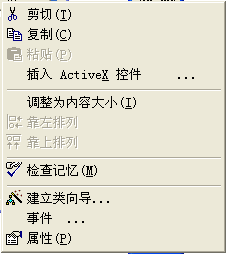 剪切(T)
复制(C)
粘贴(P)
插入 ActiveX 控件 ...
调整为内容大小(I)
靠左排列
靠上排列
检查记忆(M)
建立类向导...
事件 ...
属性(P)